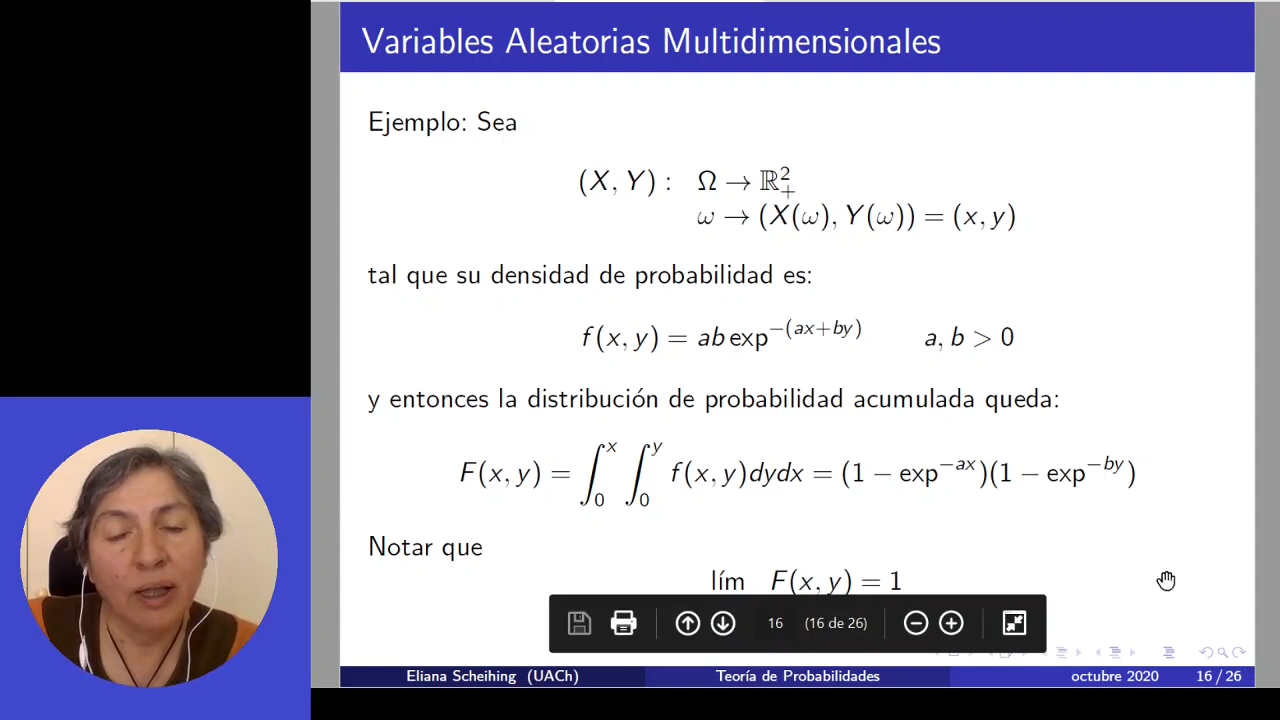 Variables Aleatorias Multidimensionales
Ejemplo: Sea
(X, Y) : Ω → ℝ²₊
ω → (X(ω), Y(ω)) = (x, y)
tal que su densidad de probabilidad es:
f(x, y) = ab exp^{−(ax+by)} a, b > 0
y entonces la distribución de probabilidad acumulada queda:
F(x, y) = ∫₀^x ∫₀^y f(x, y)dydx = (1 − exp^{−ax})(1 − exp^{−by})
Notar que
lím F(x, y) = 1
16 (16 de 26)
Eliana Scheihing (UACh) Teoría de Probabilidades octubre 2020 16 / 26